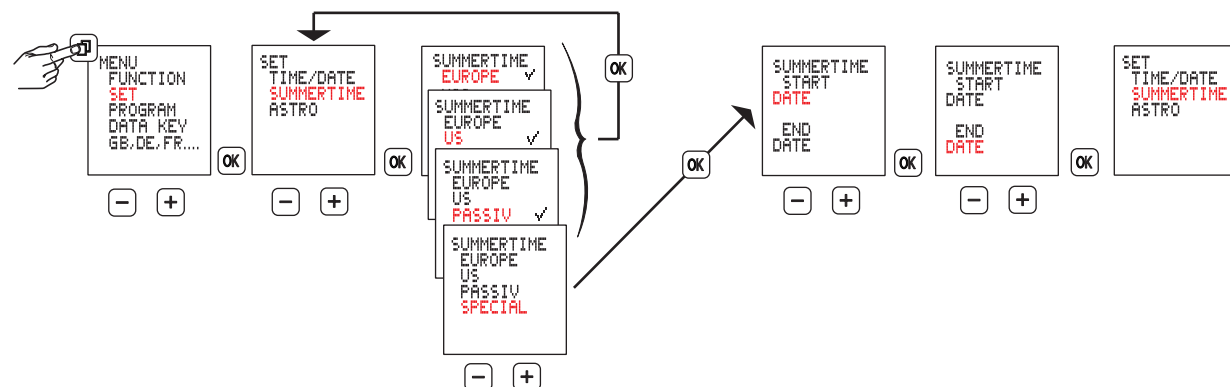 MENU
FUNCTION
SET
PROGRAM
DATA KEY
GB,DE,FR....
OK
− +
SET
TIME/DATE
SUMMERTIME
ASTRO
OK
− +
SUMMERTIME
EUROPE ✓
SUMMERTIME
EUROPE
US ✓
SUMMERTIME
EUROPE
US
PASSIV ✓
SUMMERTIME
EUROPE
US
PASSIV
SPECIAL
− +
OK
OK
SUMMERTIME
START
DATE
END
DATE
− +
OK
SUMMERTIME
START
DATE
END
DATE
− +
OK
SET
TIME/DATE
SUMMERTIME
ASTRO